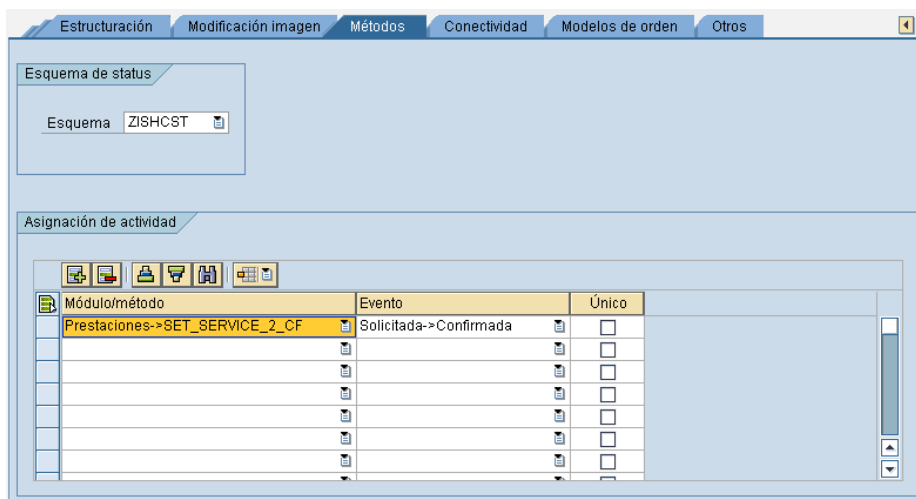 Estructuración Modificación imagen Métodos Conectividad Modelos de orden Otros
Esquema de status
Esquema ZISHCST
Asignación de actividad
Módulo/método Evento Único
Prestaciones->SET_SERVICE_2_CF Solicitada->Confirmada